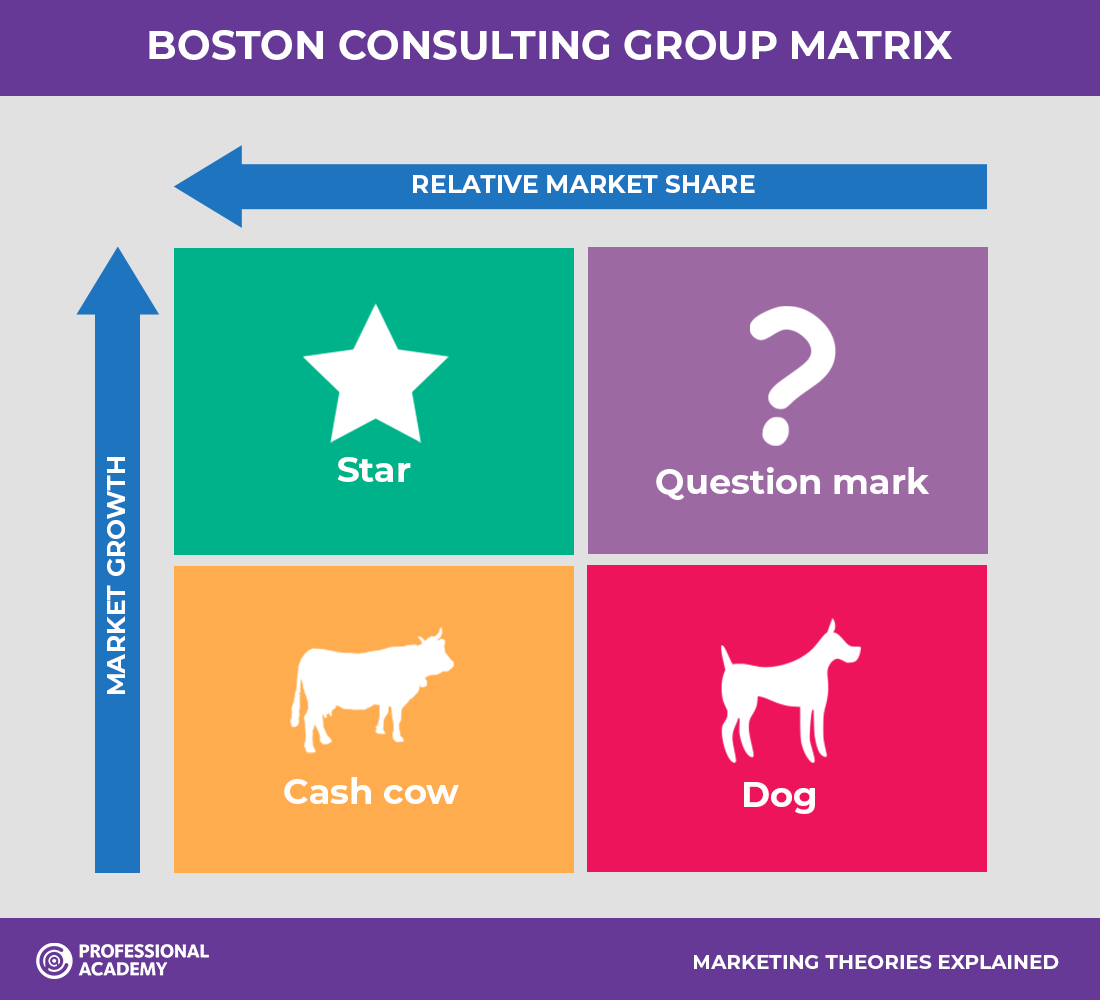 BOSTON CONSULTING GROUP MATRIX
RELATIVE MARKET SHARE
MARKET GROWTH
Star
?
Question mark
Cash cow
Dog
PROFESSIONAL
ACADEMY
MARKETING THEORIES EXPLAINED